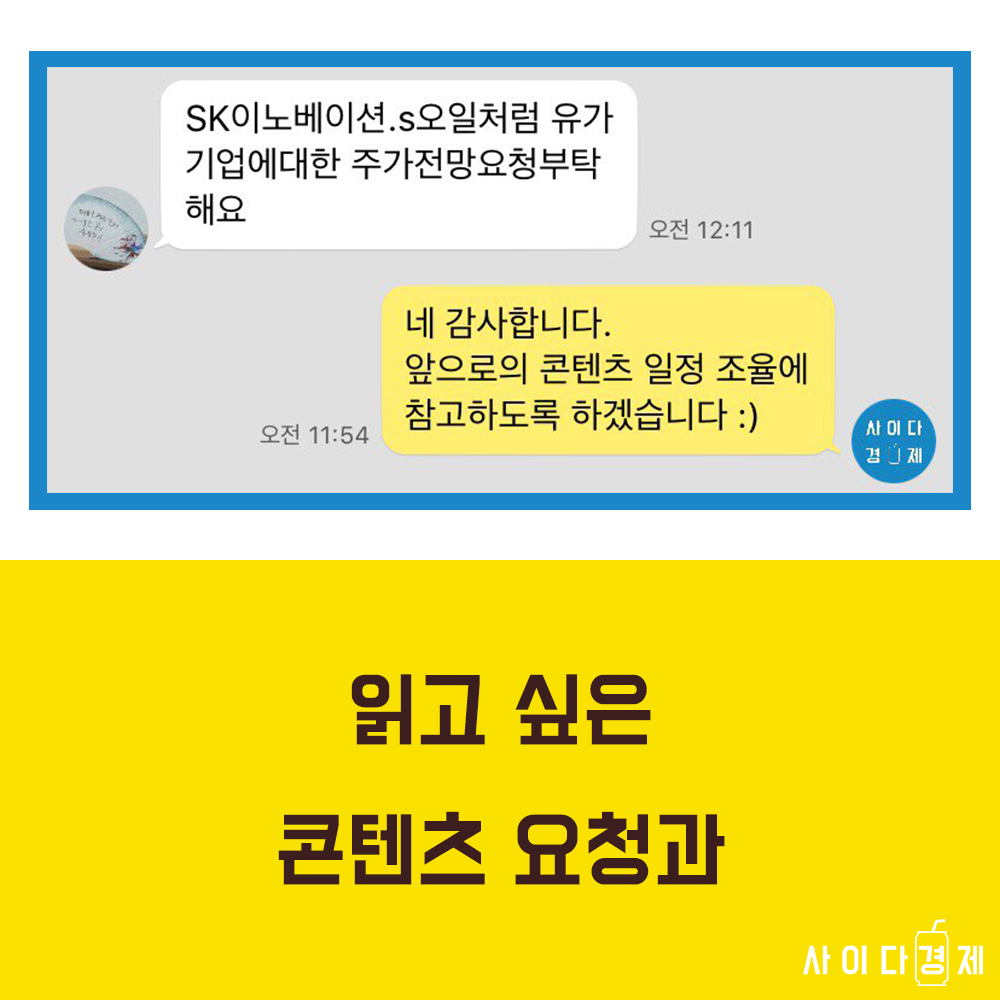 SK이노베이션.s오일처럼 유가
기업에대한 주가전망요청부탁
해요
오전 12:11
네 감사합니다.
앞으로의 콘텐츠 일정 조율에
참고하도록 하겠습니다 :)
오전 11:54
사이다
경제
읽고 싶은
콘텐츠 요청과
사이다경제